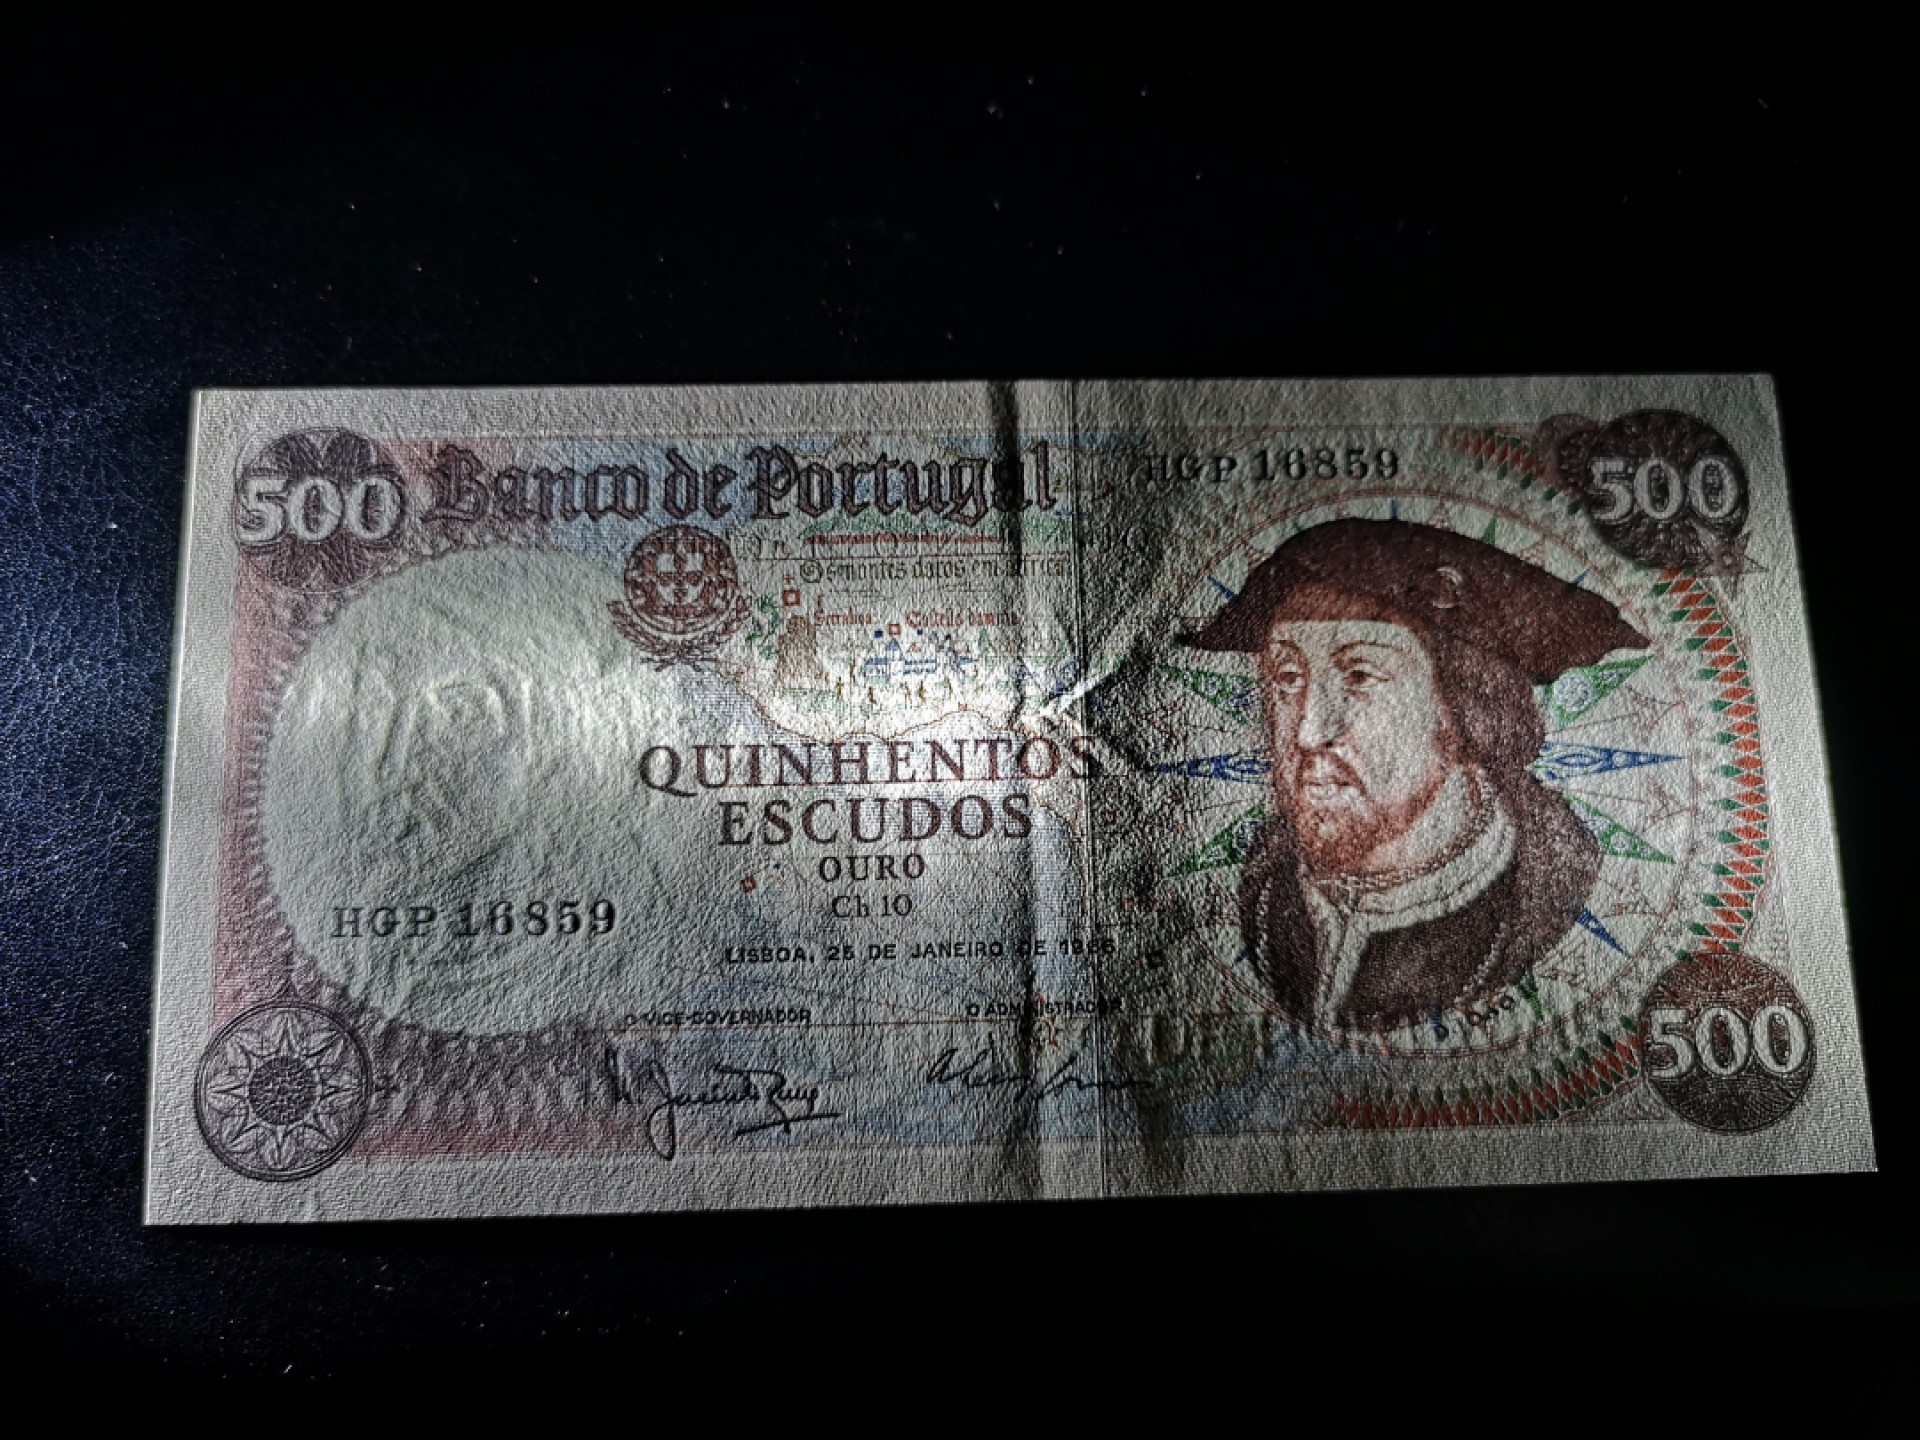 500
Banco de Portugal
HGP 16859
500
QUINHENTOS
ESCUDOS
OURO
Ch 10
HGP 16859
LISBOA, 25 DE JANEIRO DE 1966
O VICE-GOVERNADOR
O ADMINISTRADOR
500